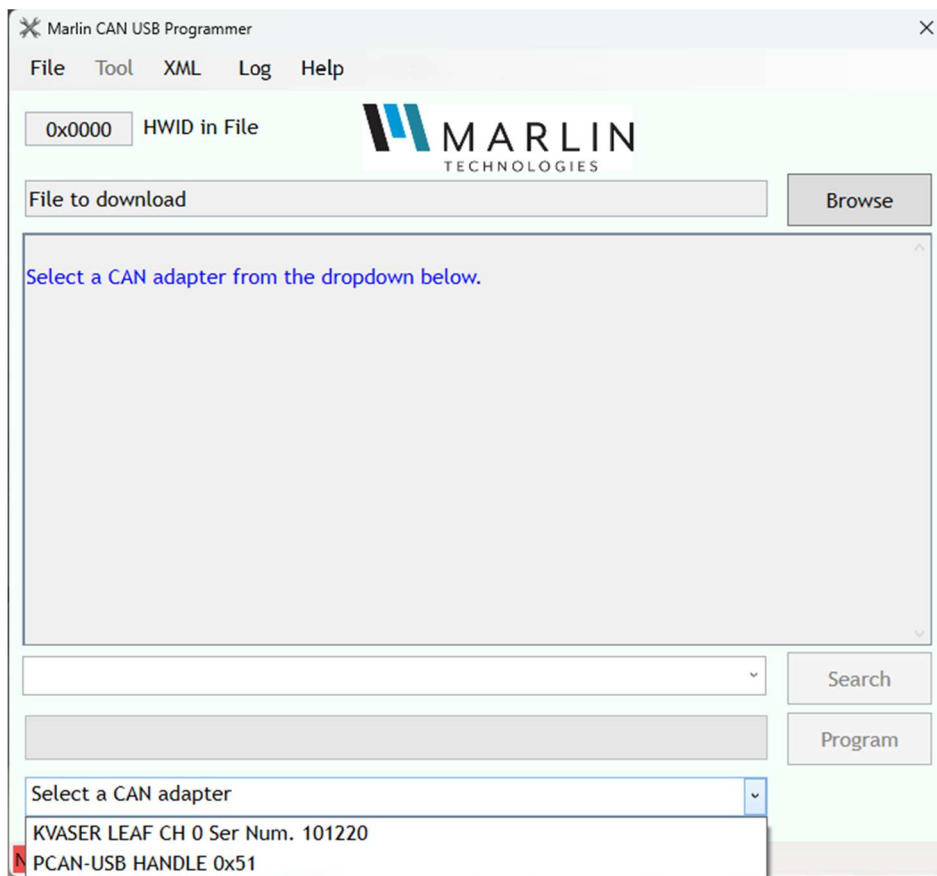 Marlin CAN USB Programmer
File Tool XML Log Help
0x0000 HWID in File
MARLIN
TECHNOLOGIES
File to download
Browse
Select a CAN adapter from the dropdown below.
Search
Program
Select a CAN adapter
KVASER LEAF CH 0 Ser Num. 101220
PCAN-USB HANDLE 0x51